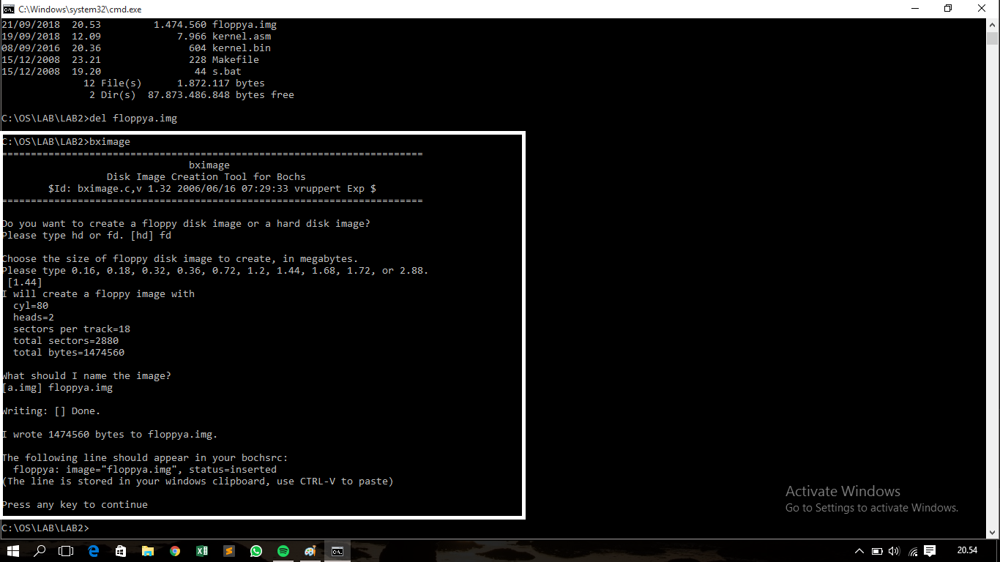 C:\Windows\system32\cmd.exe
21/09/2018  20.53         1.474.560 floppya.img
19/09/2018  12.09             7.966 kernel.asm
08/09/2016  20.36               604 kernel.bin
15/12/2008  23.21               228 Makefile
15/12/2008  19.20                44 s.bat
              12 File(s)      1.872.117 bytes
               2 Dir(s)  87.873.486.848 bytes free
C:\OS\LAB\LAB2>del floppya.img
C:\OS\LAB\LAB2>bximage
========================================================================
                                bximage
                  Disk Image Creation Tool for Bochs
        $Id: bximage.c,v 1.32 2006/06/16 07:29:33 vruppert Exp $
========================================================================
Do you want to create a floppy disk image or a hard disk image?
Please type hd or fd. [hd] fd
Choose the size of floppy disk image to create, in megabytes.
Please type 0.16, 0.18, 0.32, 0.36, 0.72, 1.2, 1.44, 1.68, 1.72, or 2.88.
 [1.44]
I will create a floppy image with
  cyl=80
  heads=2
  sectors per track=18
  total sectors=2880
  total bytes=1474560
What should I name the image?
[a.img] floppya.img
Writing: [] Done.
I wrote 1474560 bytes to floppya.img.
The following line should appear in your bochsrc:
  floppya: image="floppya.img", status=inserted
(The line is stored in your windows clipboard, use CTRL-V to paste)
Press any key to continue
C:\OS\LAB\LAB2>
Activate Windows
Go to Settings to activate Windows.
20.54